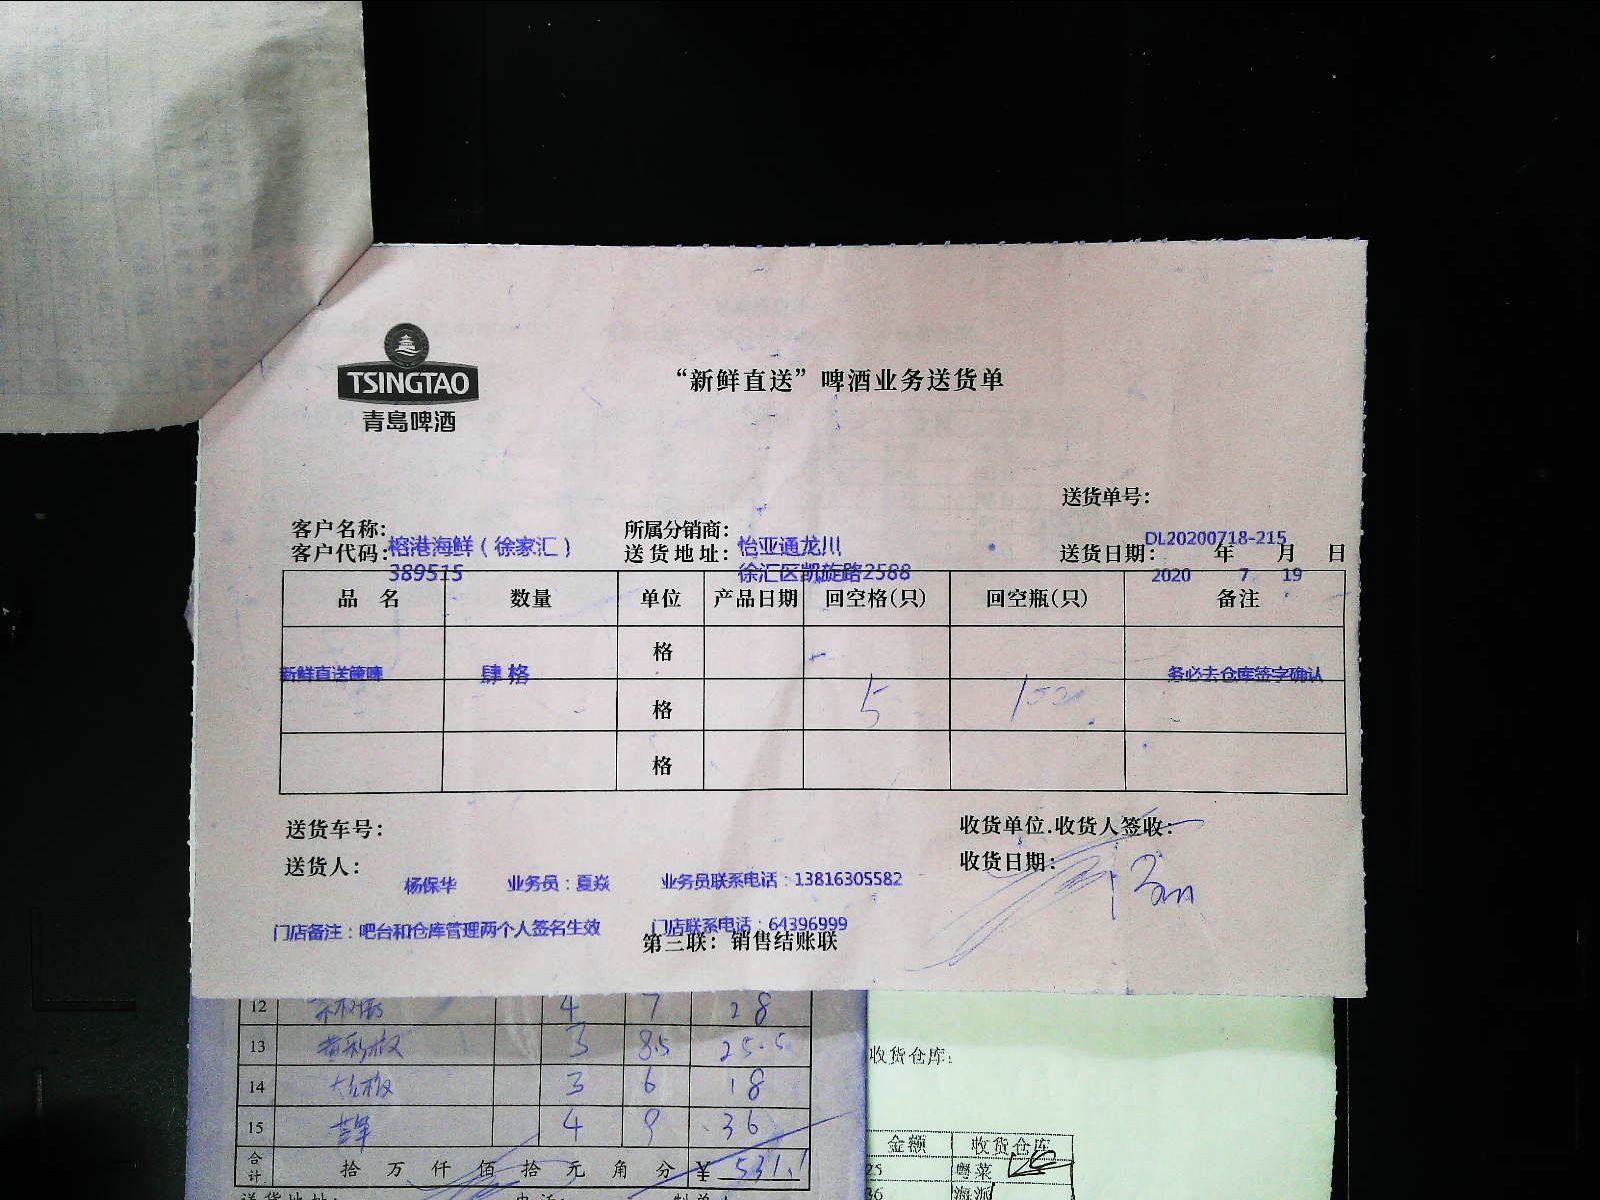 TSINGTAO
青島啤酒
“新鲜直送”啤酒业务送货单
送货单号：
DL20200718-215
客户名称： 榕港海鲜（徐家汇） 所属分销商： 怡亚通龙川
客户代码： 389515 送货地址： 徐汇区凯旋路2588 送货日期： 2020 年 7 月 19 日
品 名 数量 单位 产品日期 回空格(只) 回空瓶(只) 备注
格
新鲜直送 肆格 务必去仓库签字确认
格 5
格
送货车号： 收货单位.收货人签收：
送货人： 收货日期：
杨保华 业务员：夏焱 业务员联系电话：13816305582
门店备注：吧台和仓库管理两个人签名生效 门店联系电话：64396999
第三联：销售结账联
12 4 7 28
13 3 8.5 25.5
14 3 6 18
15 4 9 36
合计 拾 万 仟 佰 拾 元 角 分 ¥ 531.1
收货仓库：
金额 收货仓库
25 粤菜
36 海派